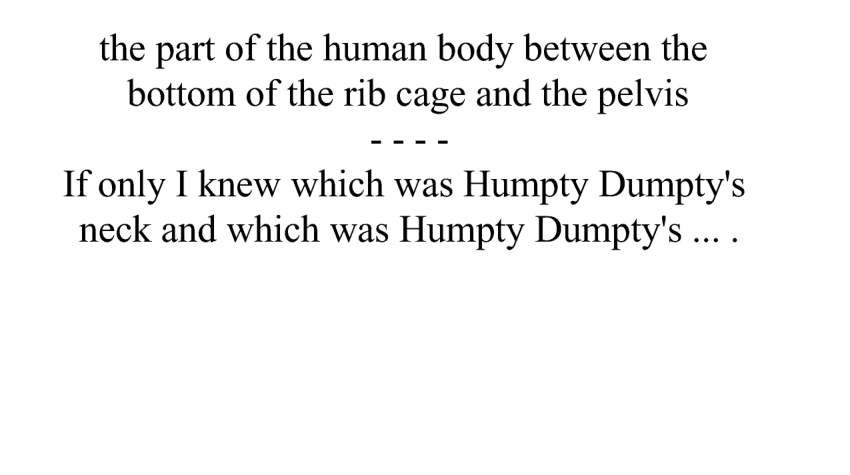 the part of the human body between the
bottom of the rib cage and the pelvis
- - - -
If only I knew which was Humpty Dumpty's
neck and which was Humpty Dumpty's ... .